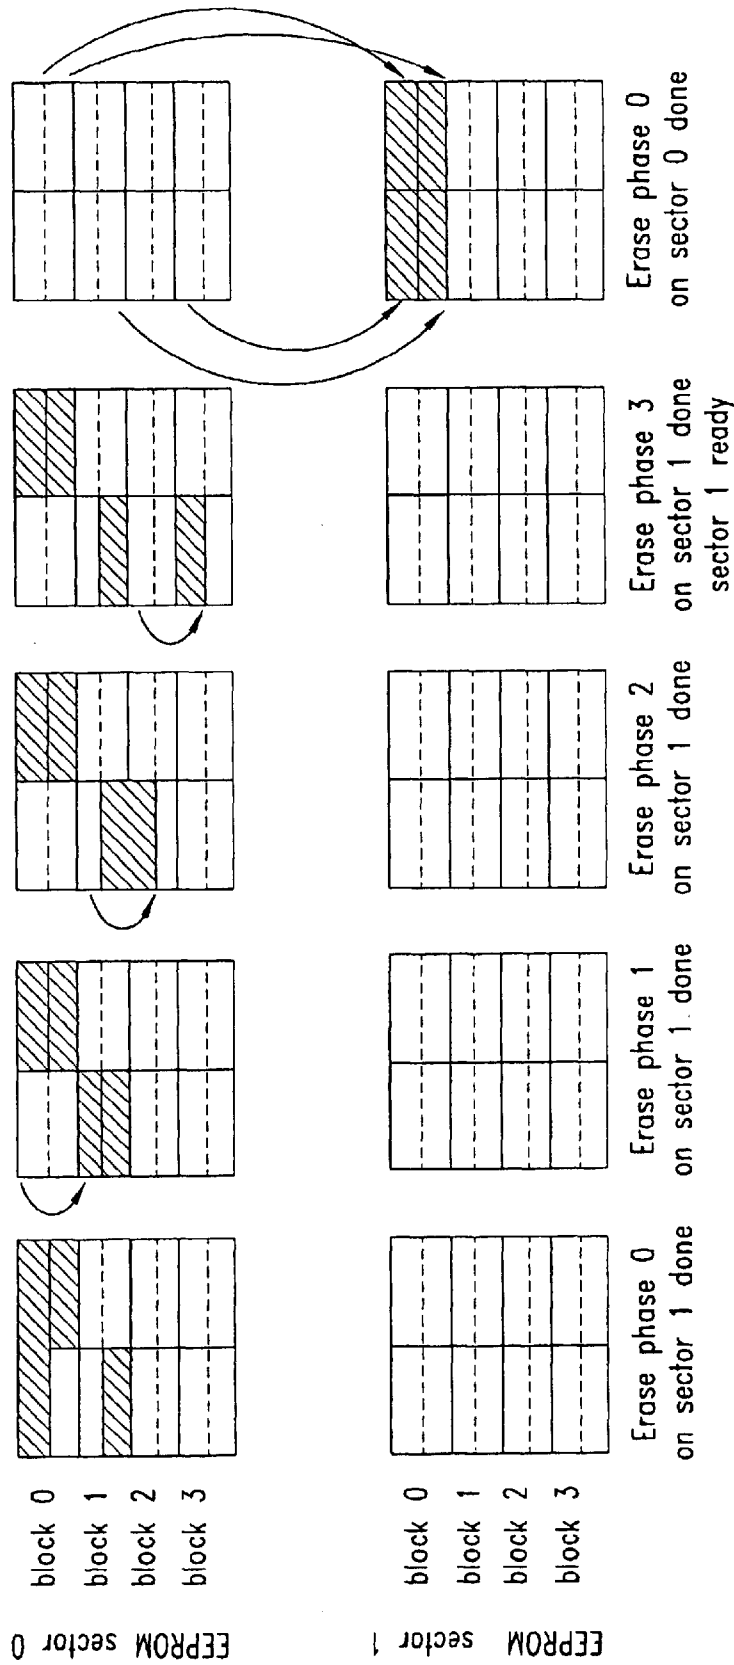 EEPROM
sector 0
block 0
block 1
block 2
block 3
EEPROM
sector 1
block 0
block 1
block 2
block 3
Erase phase 0
on sector 1 done
Erase phase 1
on sector 1 done
Erase phase 2
on sector 1 done
Erase phase 3
on sector 1 done
sector 1 ready
Erase phase 0
on sector 0 done